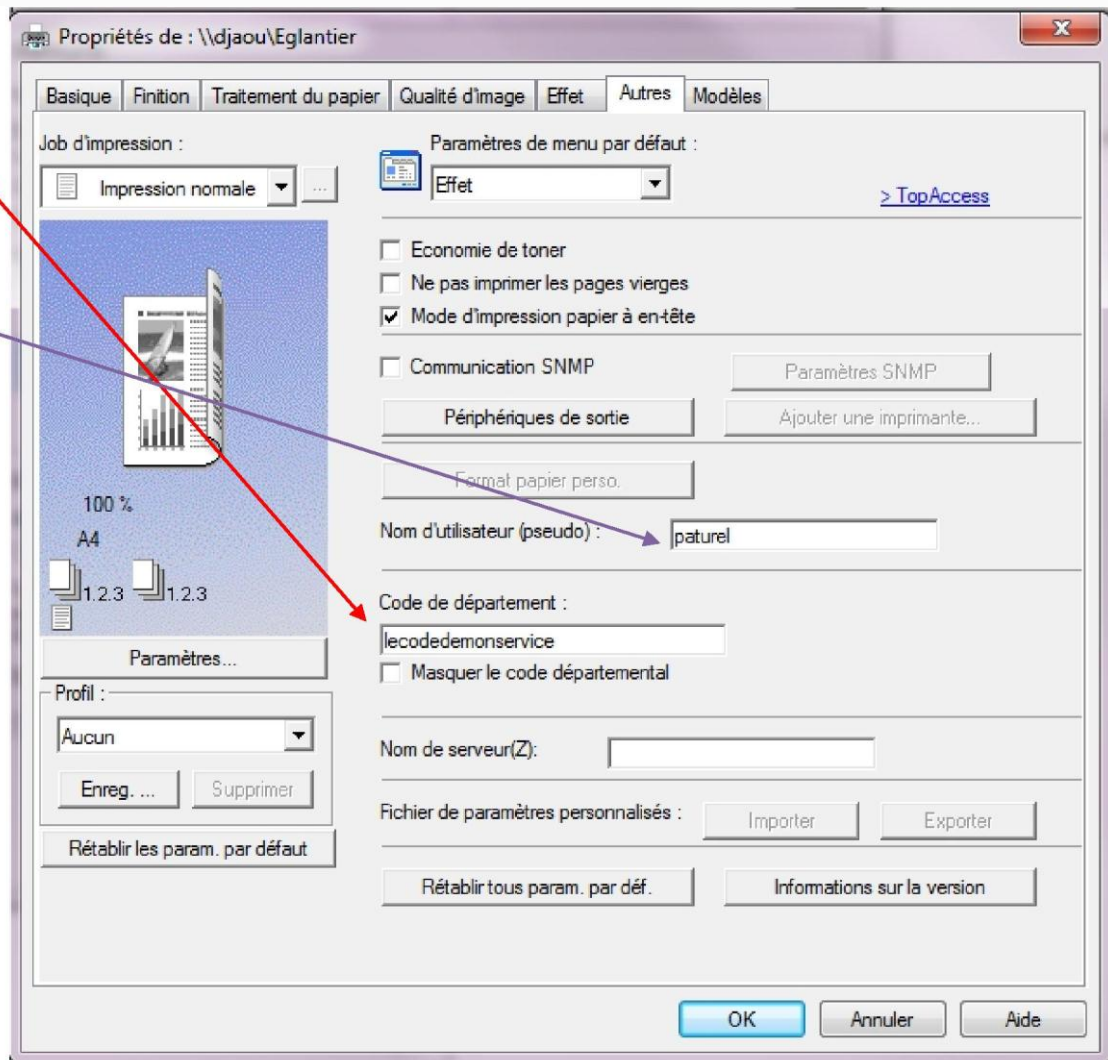 Propriétés de : \\djaou\Eglantier
Basique Finition Traitement du papier Qualité d'image Effet Autres Modèles
Job d'impression :
Impression normale ...
100 %
A4
1.2.3 1.2.3
Paramètres...
Profil :
Aucun
Enreg. ... Supprimer
Rétablir les param. par défaut
Paramètres de menu par défaut :
Effet
> TopAccess
Economie de toner
Ne pas imprimer les pages vierges
Mode d'impression papier à en-tête
Communication SNMP Paramètres SNMP
Périphériques de sortie Ajouter une imprimante...
Format papier perso.
Nom d'utilisateur (pseudo) : paturel
Code de département :
lecodedemonservice
Masquer le code départemental
Nom de serveur(Z):
Fichier de paramètres personnalisés : Importer Exporter
Rétablir tous param. par déf. Informations sur la version
OK Annuler Aide